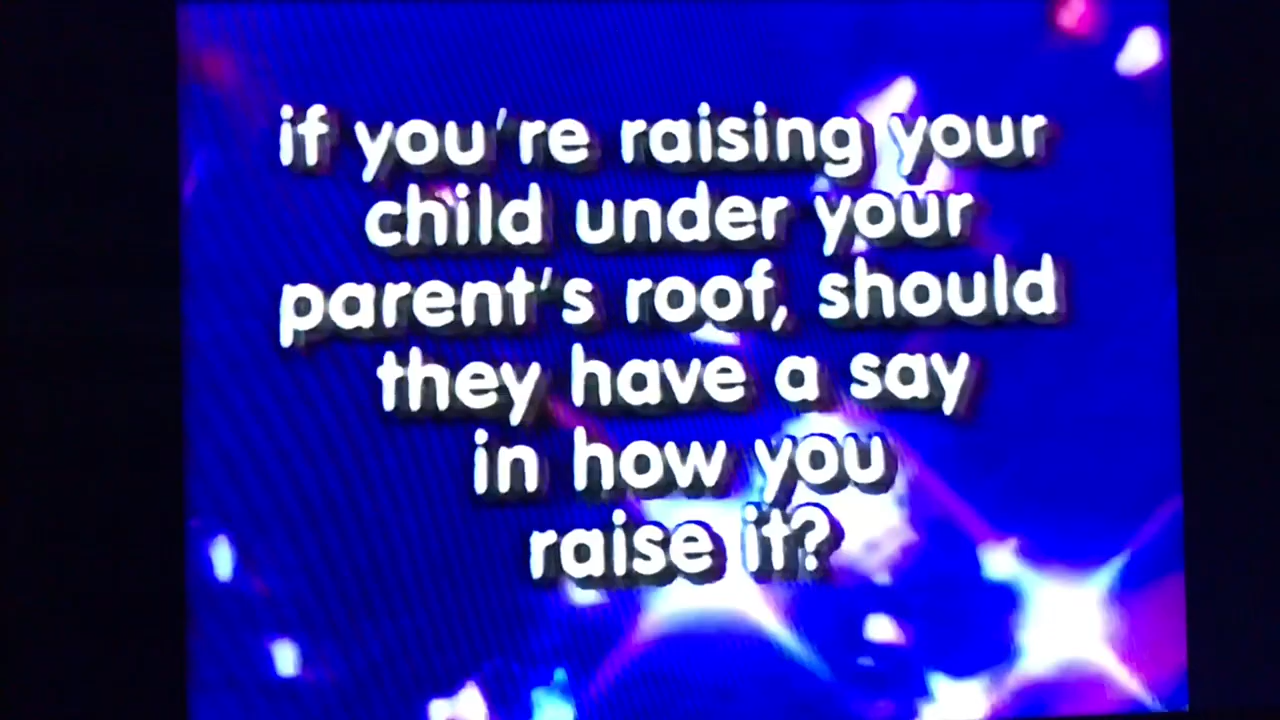 if you're raising your
child under your
parent's roof, should
they have a say
in how you
raise it?